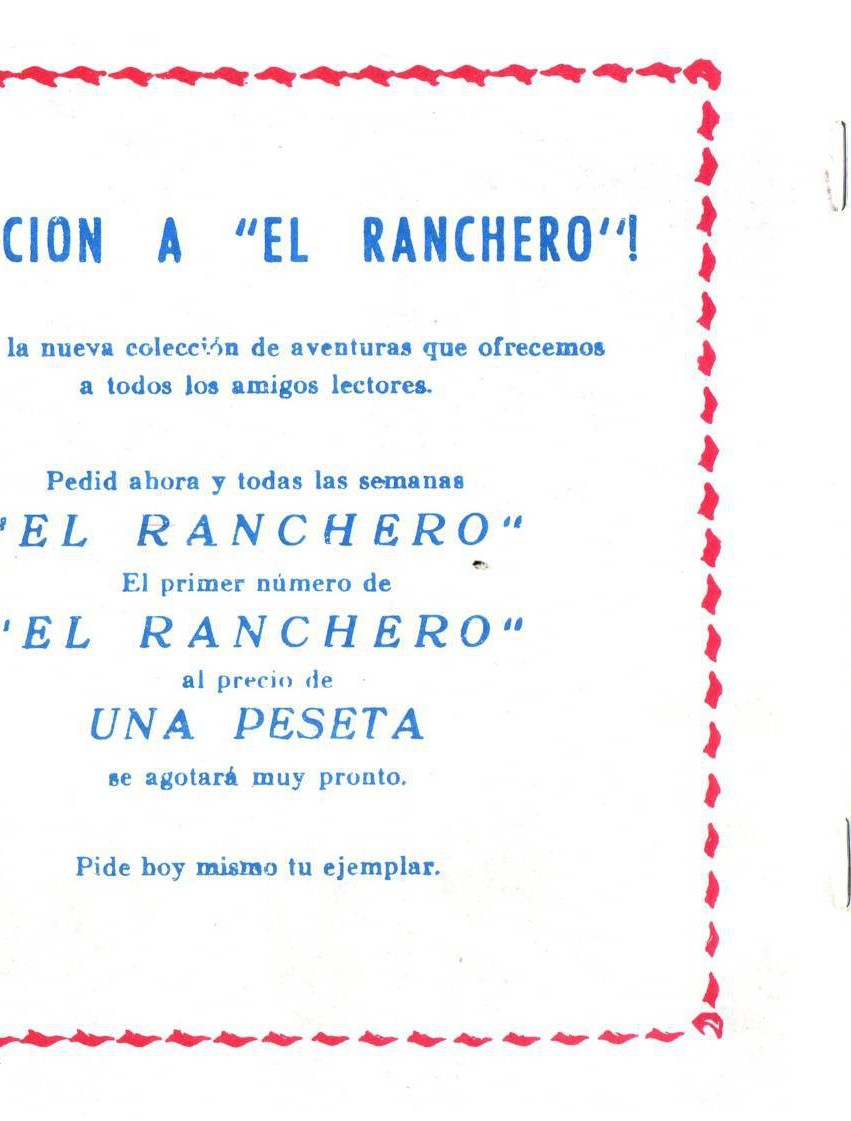 CION A "EL RANCHERO"!
la nueva colección de aventuras que ofrecemos
a todos los amigos lectores.
Pedid ahora y todas las semanas
"EL RANCHERO"
El primer número de
"EL RANCHERO"
al precio de
UNA PESETA
se agotará muy pronto.
Pide hoy mismo tu ejemplar.